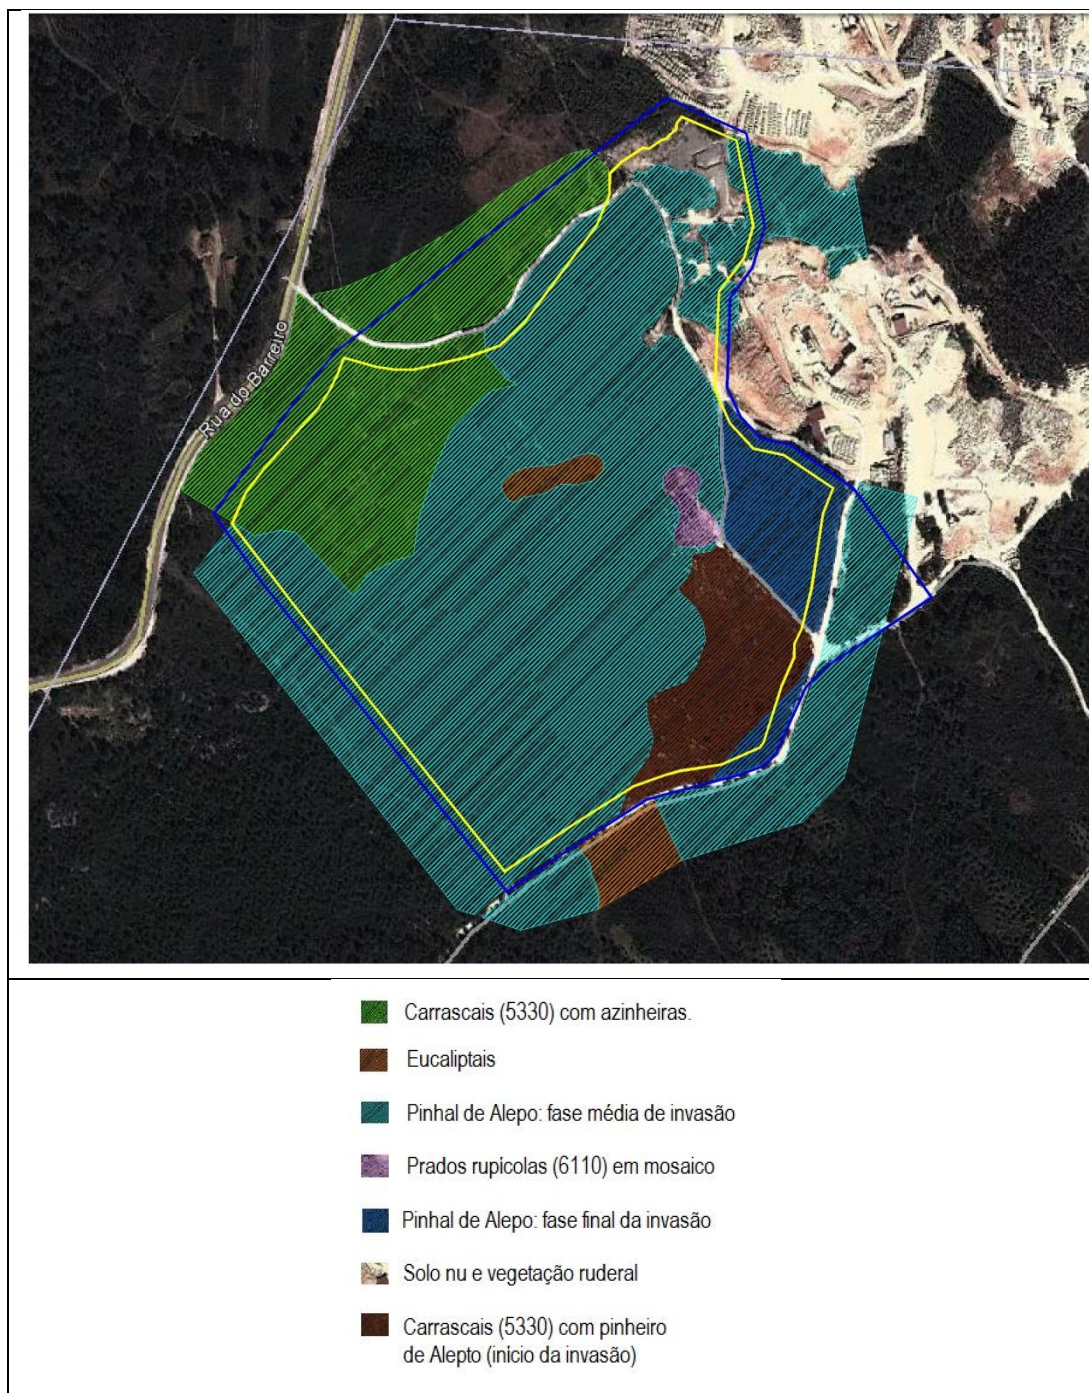 Rua do Barreiro
Carrascais (5330) com azinheiras.
Eucaliptais
Pinhal de Alepo: fase média de invasão
Prados rupícolas (6110) em mosaico
Pinhal de Alepo: fase final da invasão
Solo nu e vegetação ruderal
Carrascais (5330) com pinheiro
de Alepto (início da invasão)